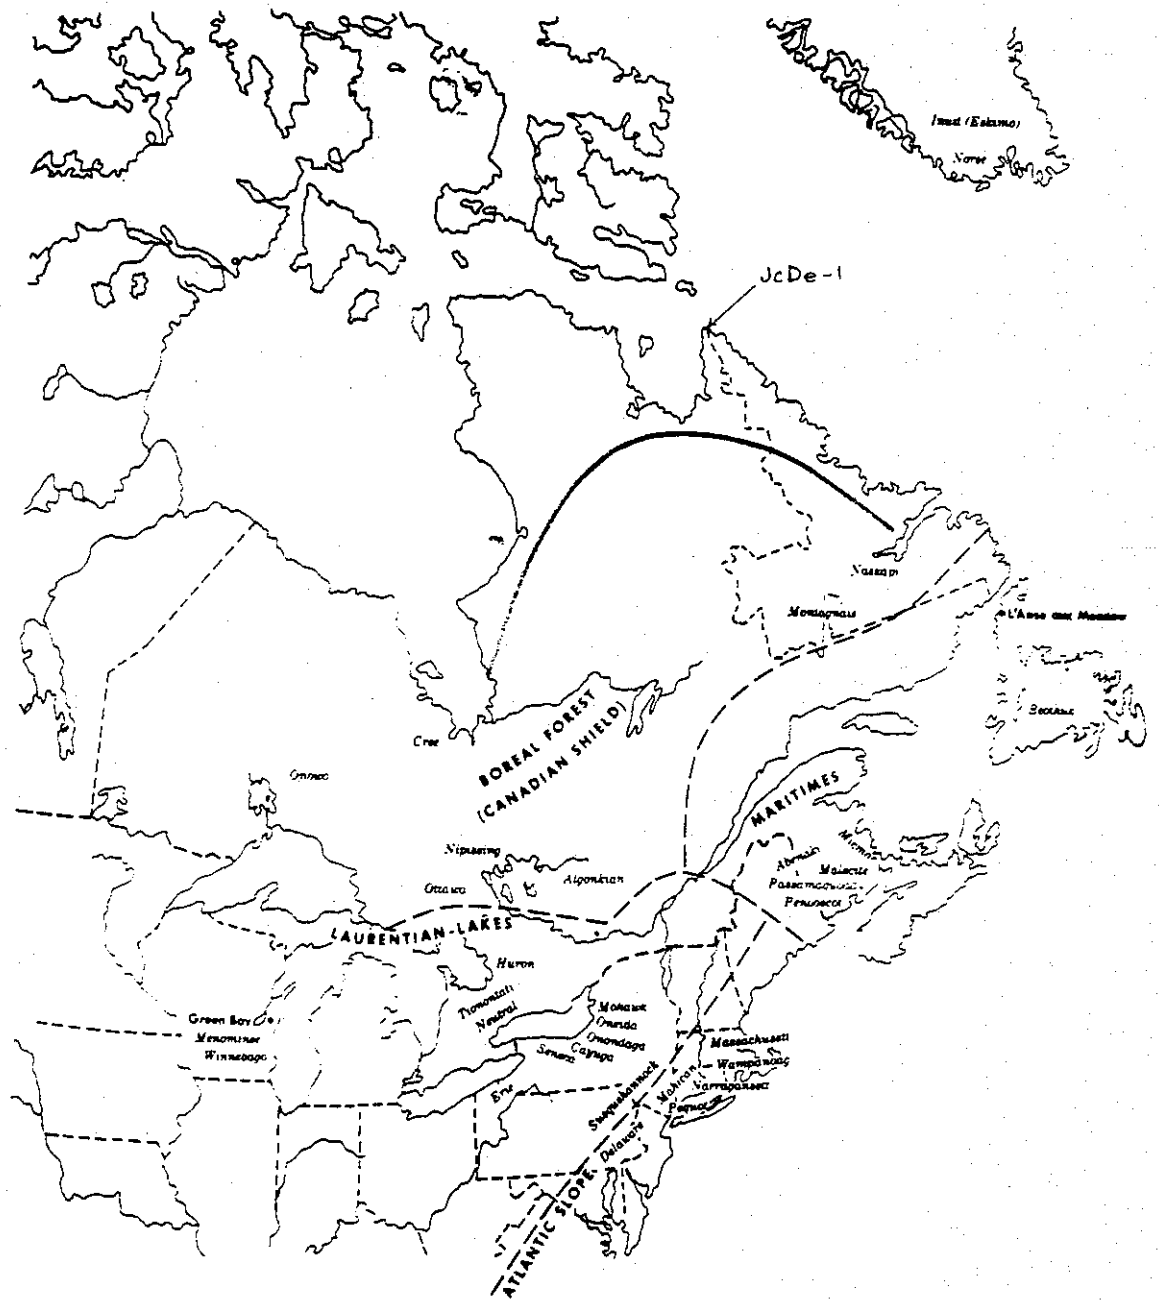 Inuit (Eskimo)
Norse
JcDe-1
Naskapi
Montagnais
L'Anse aux Meadow
Beothuk
BOREAL FOREST
(CANADIAN SHIELD)
Cree
MARITIMES
Nipissing
Algonkian
Ottawa
Micmac
Abenaki
Malecite
Passamaquoddy
Penobscot
LAURENTIAN-LAKES
Huron
Tionontati
Neutral
Mohawk
Oneida
Onondaga
Cayuga
Seneca
Erie
Green Bay
Menominee
Winnebago
Massachusett
Wampanoag
Narragansett
Pequot
Mohican
Susquehannock
Delaware
ATLANTIC SLOPE